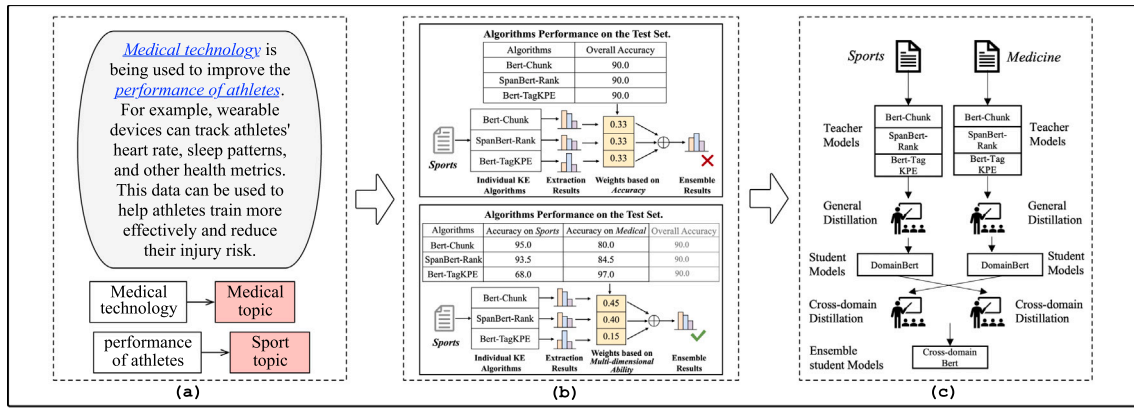 Medical technology is
being used to improve the
performance of athletes.
For example, wearable
devices can track athletes'
heart rate, sleep patterns,
and other health metrics.
This data can be used to
help athletes train more
effectively and reduce
their injury risk.
Medical
technology
Medical
topic
performance
of athletes
Sport
topic
(a)
Algorithms Performance on the Test Set.
Algorithms Overall Accuracy
Bert-Chunk 90.0
SpanBert-Rank 90.0
Bert-TagKPE 90.0
Sports
Bert-Chunk
SpanBert-Rank
Bert-TagKPE
0.33
0.33
0.33
Individual KE
Algorithms
Extraction
Results
Weights based on
Accuracy
Ensemble
Results
Algorithms Performance on the Test Set.
Algorithms Accuracy on Sports Accuracy on Medical Overall Accuracy
Bert-Chunk 95.0 80.0 90.0
SpanBert-Rank 93.5 84.5 90.0
Bert-TagKPE 68.0 97.0 90.0
Sports
Bert-Chunk
SpanBert-Rank
Bert-TagKPE
0.45
0.40
0.15
Individual KE
Algorithms
Extraction
Results
Weights based on
Multi-dimensional
Ability
Ensemble
Results
(b)
Sports
Medicine
Teacher
Models
Bert-Chunk
SpanBert-
Rank
Bert-Tag
KPE
Bert-Chunk
SpanBert-
Rank
Bert-Tag
KPE
Teacher
Models
General
Distillation
General
Distillation
Student
Models
DomainBert
DomainBert
Student
Models
Cross-domain
Distillation
Cross-domain
Distillation
Ensemble
student Models
Cross-domain
Bert
(c)